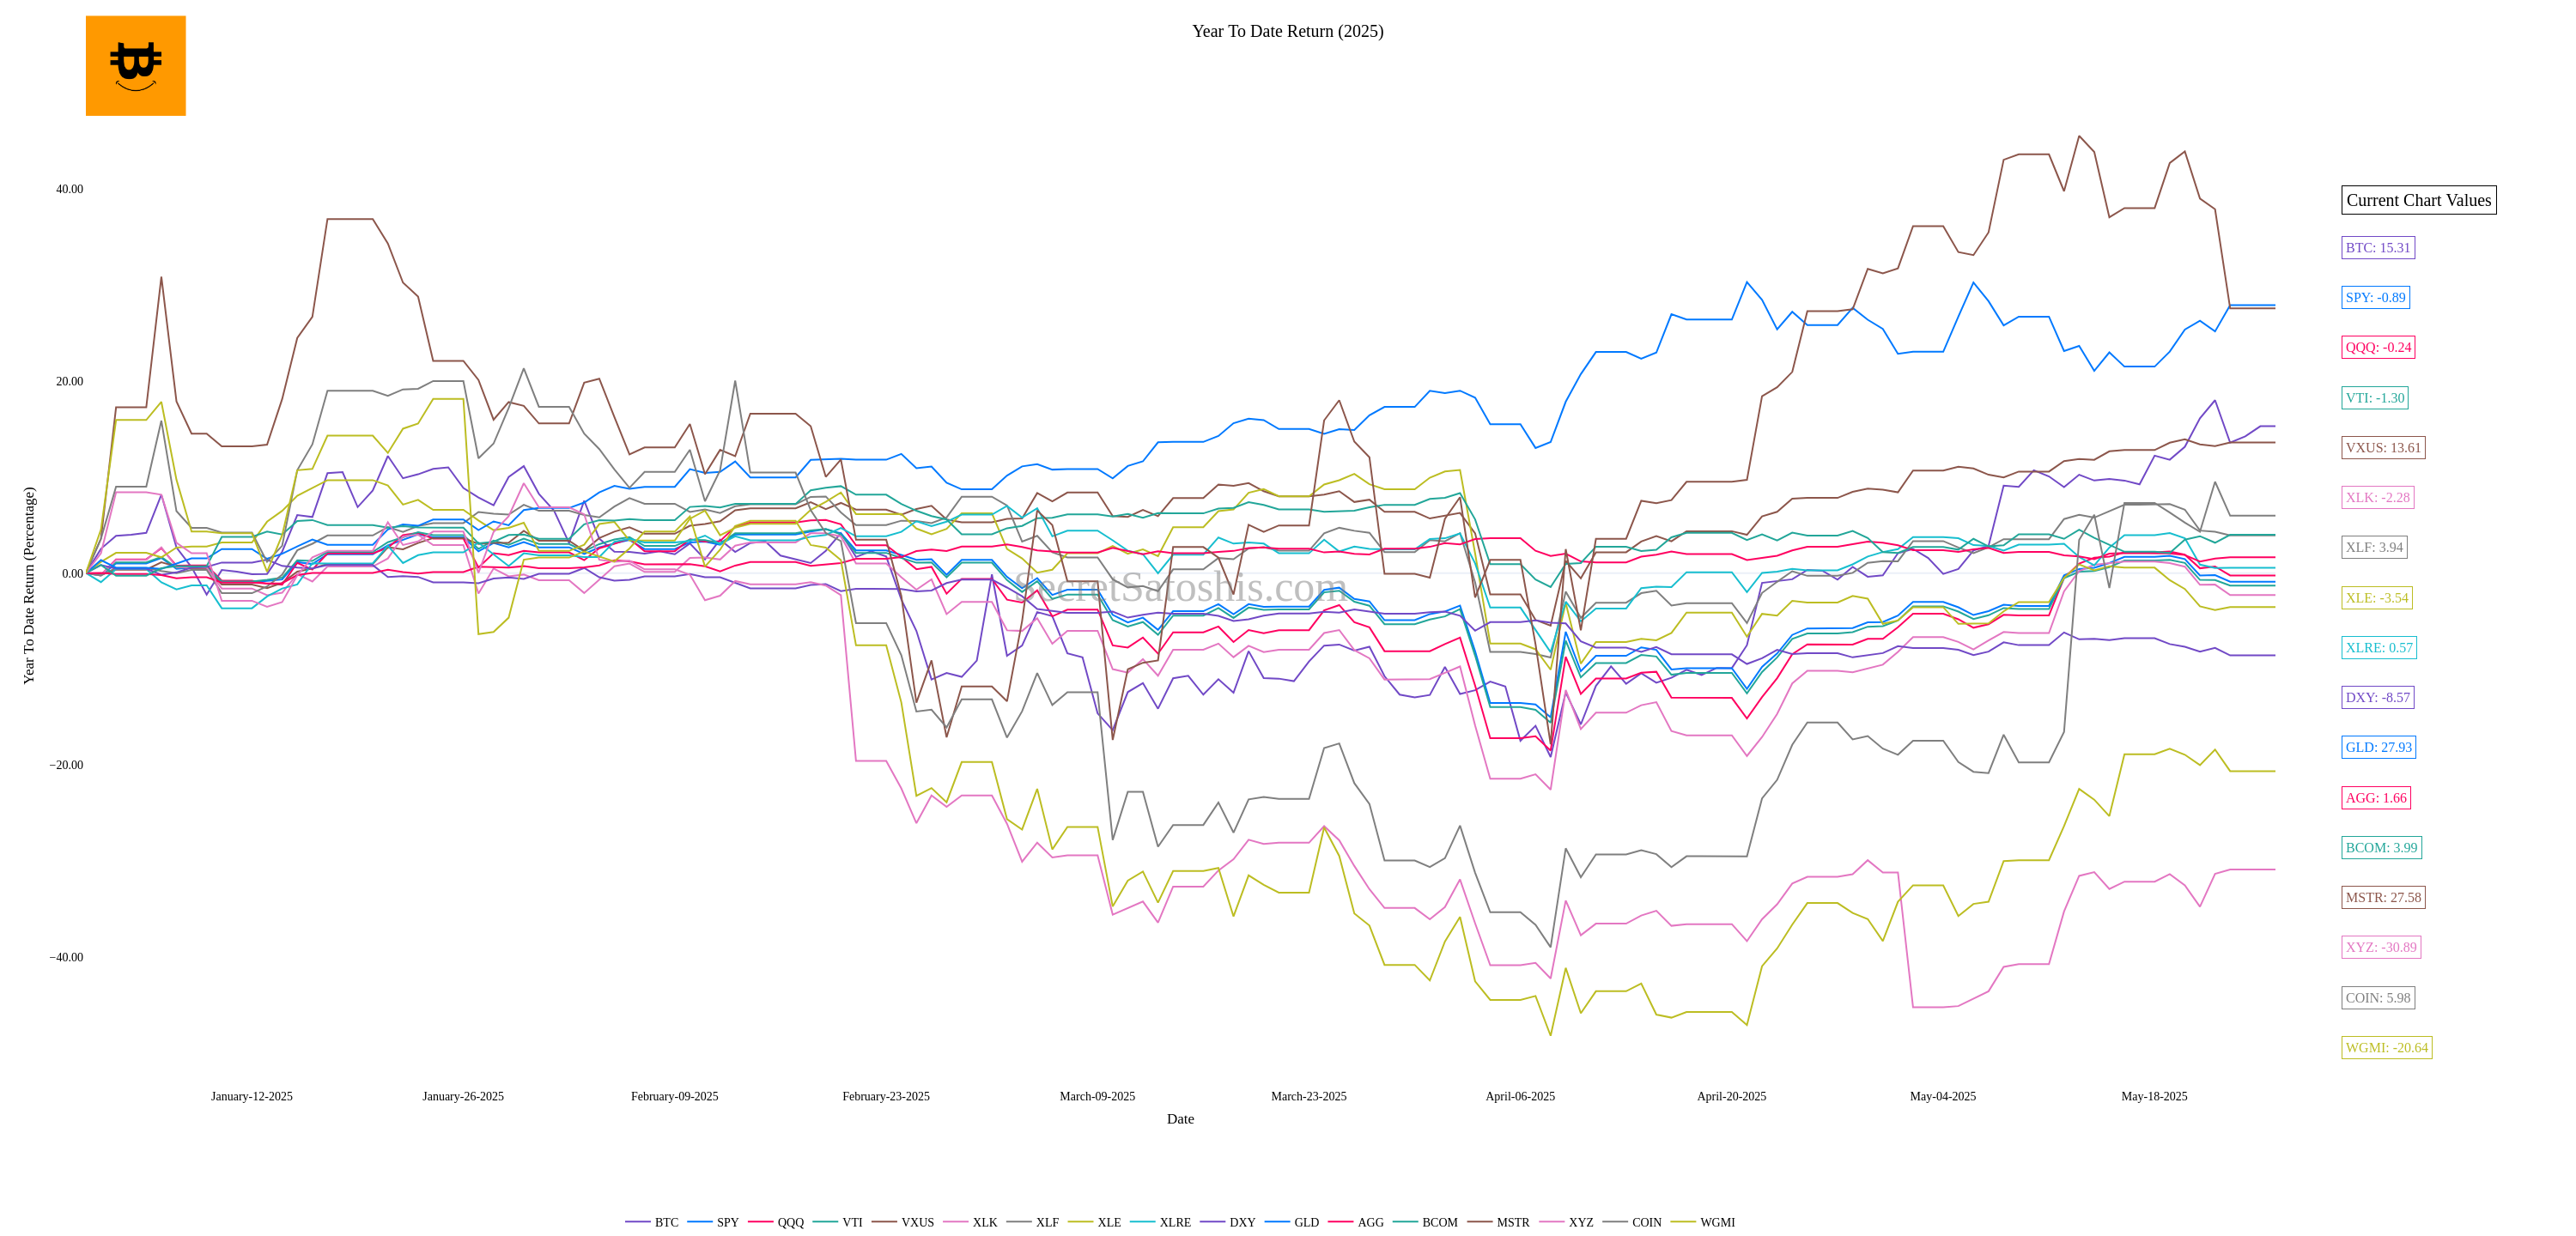 Year To Date Return (2025)
40.00
20.00
0.00
−20.00
−40.00
Year To Date Return (Percentage)
SecretSatoshis.com
January-12-2025
January-26-2025
February-09-2025
February-23-2025
March-09-2025
March-23-2025
April-06-2025
April-20-2025
May-04-2025
May-18-2025
Date
Current Chart Values
BTC: 15.31
SPY: -0.89
QQQ: -0.24
VTI: -1.30
VXUS: 13.61
XLK: -2.28
XLF: 3.94
XLE: -3.54
XLRE: 0.57
DXY: -8.57
GLD: 27.93
AGG: 1.66
BCOM: 3.99
MSTR: 27.58
XYZ: -30.89
COIN: 5.98
WGMI: -20.64
BTC SPY QQQ VTI VXUS XLK XLF XLE XLRE DXY GLD AGG BCOM MSTR XYZ COIN WGMI